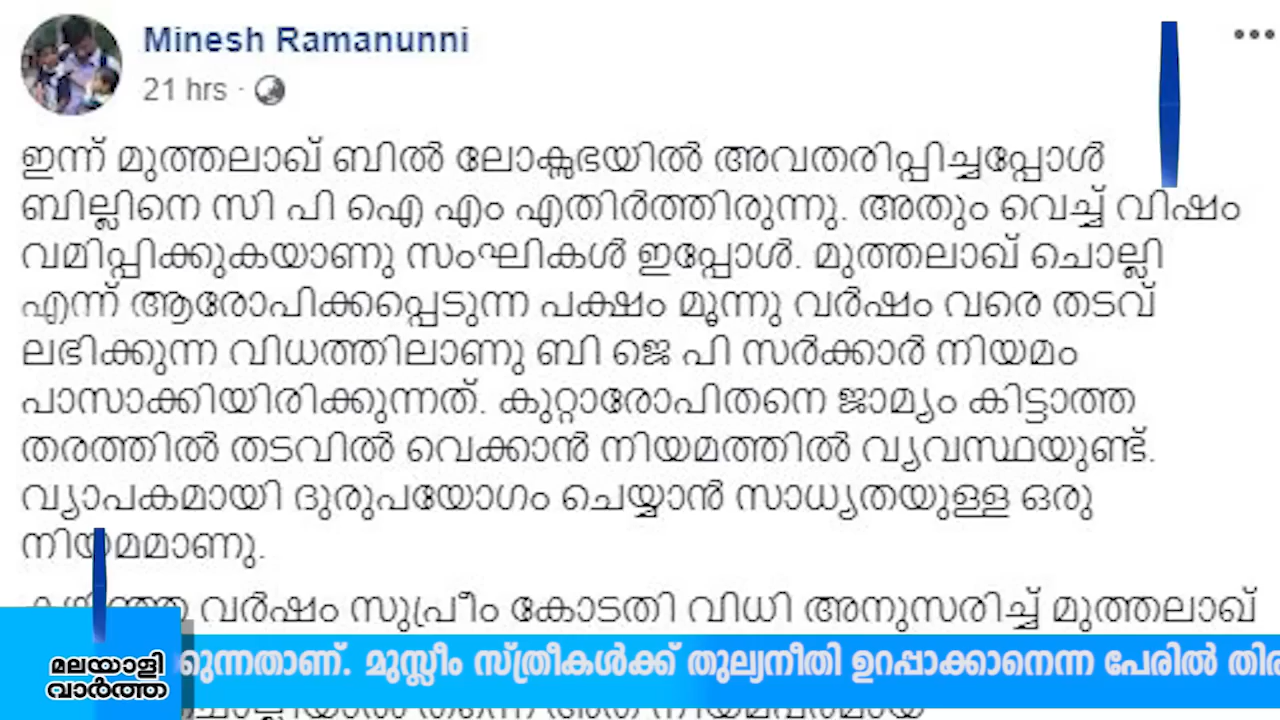 Minesh Ramanunni
21 hrs ·
ഇന്ന് മുത്തലാഖ് ബിൽ ലോക്സഭയിൽ അവതരിപ്പിച്ചപ്പോൾ
ബില്ലിനെ സി പി ഐ എം എതിർത്തിരുന്നു. അതും വെച്ച് വിഷം
വമിപ്പിക്കുകയാണു സംഘികൾ ഇപ്പോൾ. മുത്തലാഖ് ചൊല്ലി
എന്ന് ആരോപിക്കപ്പെടുന്ന പക്ഷം മൂന്നു വർഷം വരെ തടവ്
ലഭിക്കുന്ന വിധത്തിലാണു ബി ജെ പി സർക്കാർ നിയമം
പാസാക്കിയിരിക്കുന്നത്. കുറ്റാരോപിതനെ ജാമ്യം കിട്ടാത്ത
തരത്തിൽ തടവിൽ വെക്കാൻ നിയമത്തിൽ വ്യവസ്ഥയുണ്ട്.
വ്യാപകമായി ദുരുപയോഗം ചെയ്യാൻ സാധ്യതയുള്ള ഒരു
നിയമമാണു.
വർഷം സുപ്രീം കോടതി വിധി അനുസരിച്ച് മുത്തലാഖ്
മലയാളി
വാർത്ത
മുസ്ലീം സ്ത്രീകൾക്ക് തുല്യനീതി ഉറപ്പാക്കാനെന്ന പേരിൽ